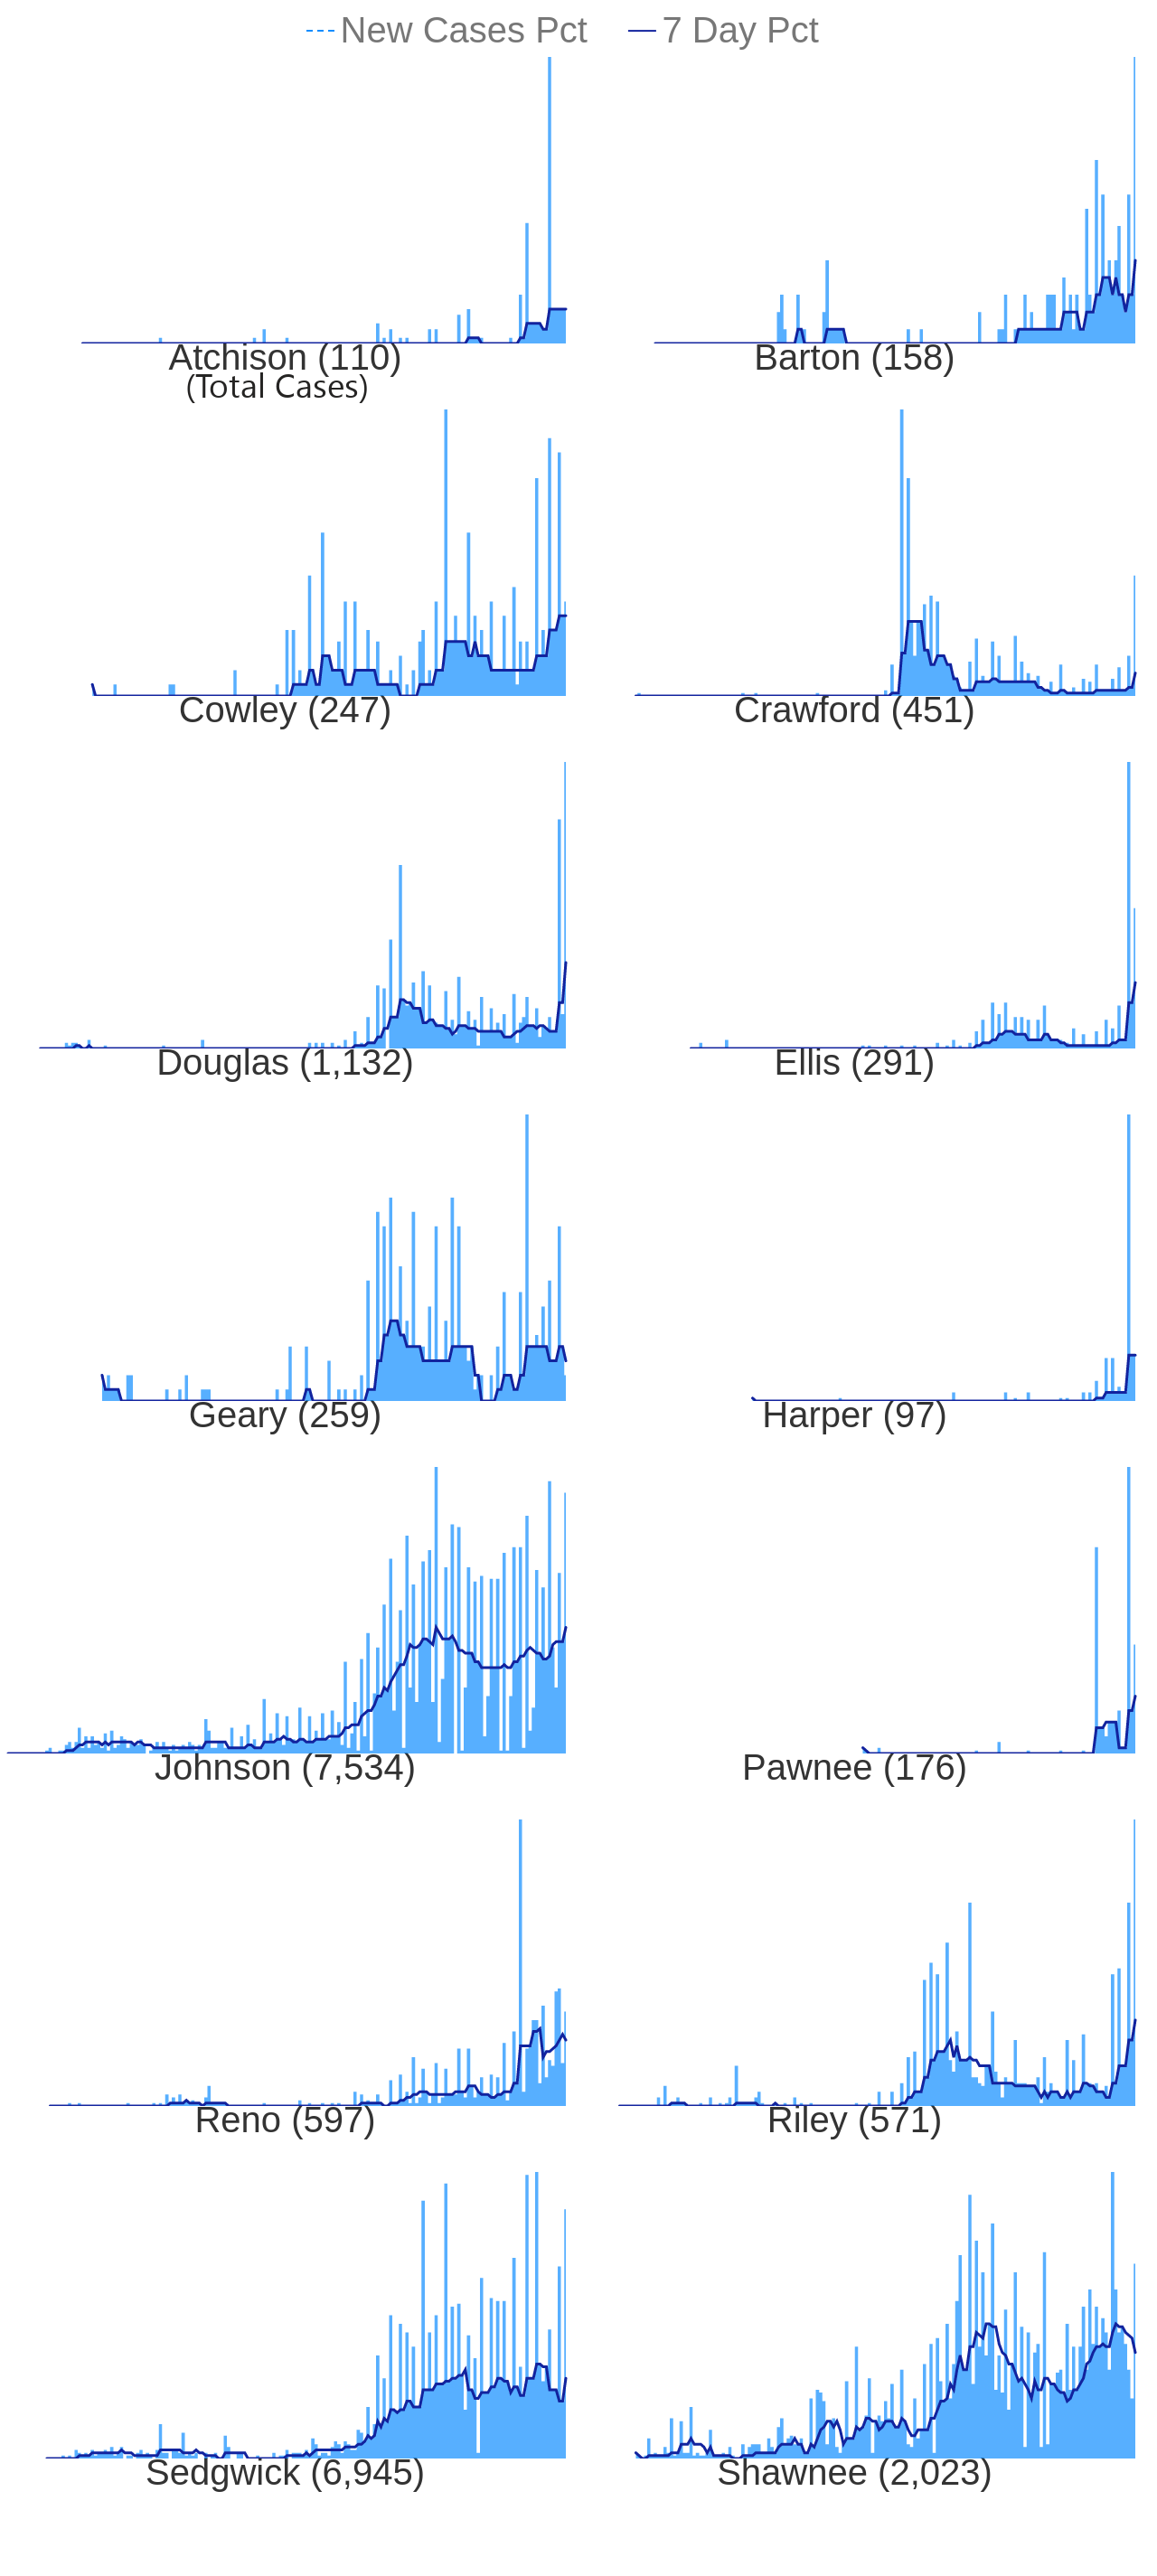 New Cases Pct 7 Day Pct
Atchison (110) Barton (158)
(Total Cases)
Cowley (247) Crawford (451)
Douglas (1,132) Ellis (291)
Geary (259) Harper (97)
Johnson (7,534) Pawnee (176)
Reno (597) Riley (571)
Sedgwick (6,945) Shawnee (2,023)